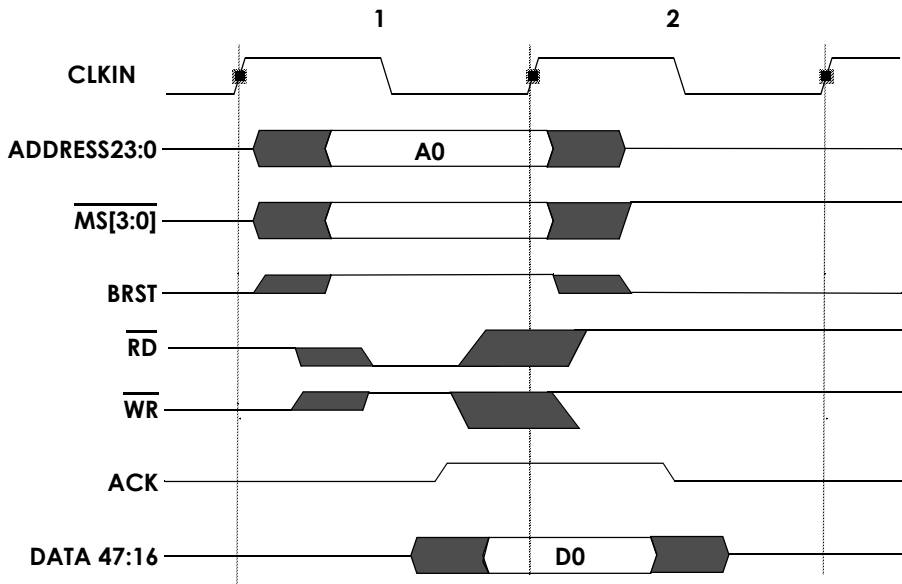 1 2
CLKIN
ADDRESS23:0 A0
MS[3:0]
BRST
RD
WR
ACK
DATA 47:16 D0